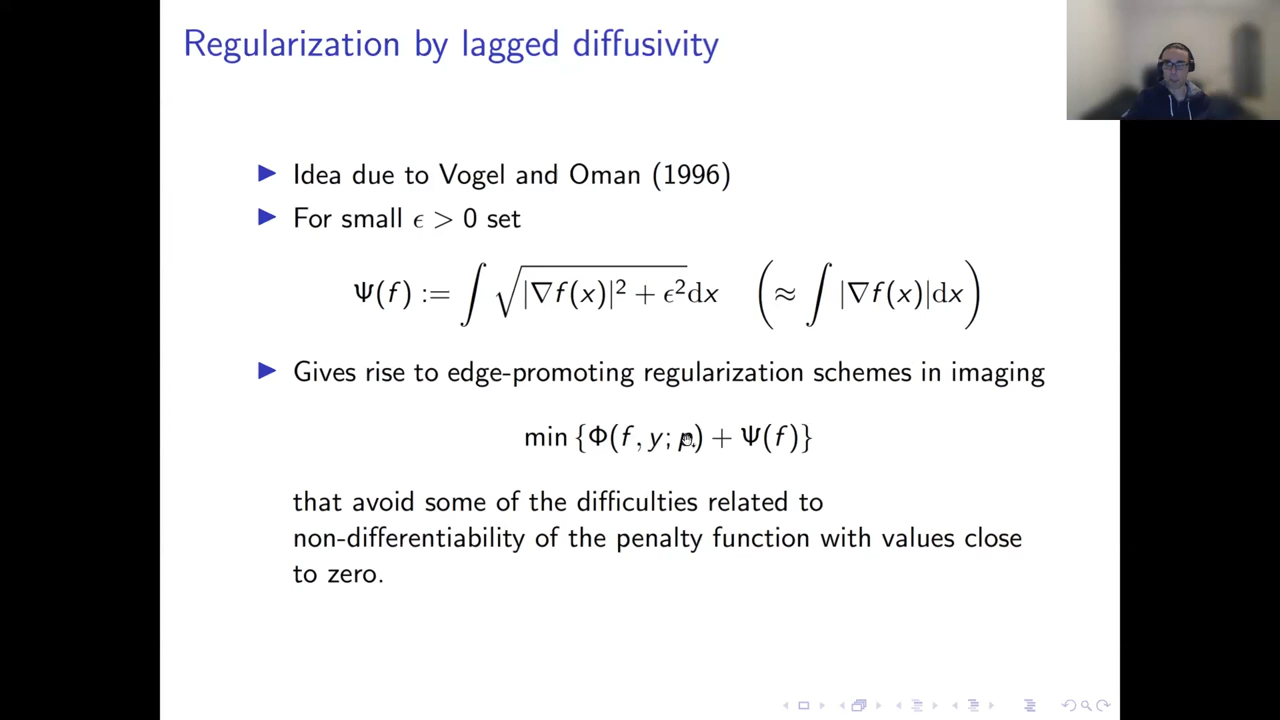 Regularization by lagged diffusivity
▶ Idea due to Vogel and Oman (1996)
▶ For small ϵ > 0 set
Ψ(f) := ∫ √(|∇f(x)|² + ϵ²) dx (≈ ∫ |∇f(x)|dx)
▶ Gives rise to edge-promoting regularization schemes in imaging
min {Φ(f, y; p) + Ψ(f)}
that avoid some of the difficulties related to
non-differentiability of the penalty function with values close
to zero.